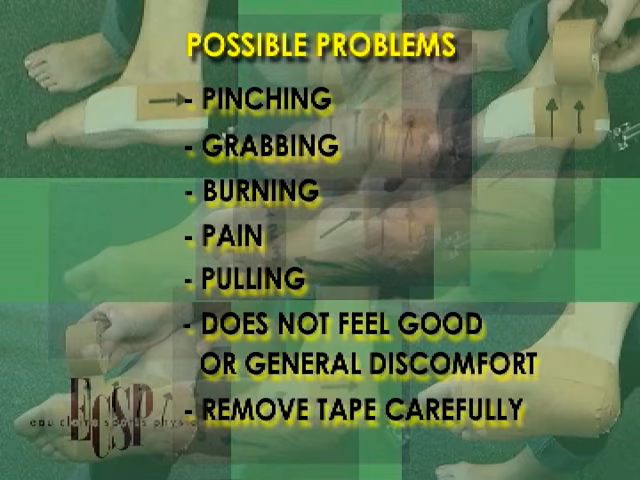 POSSIBLE PROBLEMS
- PINCHING
- GRABBING
- BURNING
- PAIN
- PULLING
- DOES NOT FEEL GOOD
OR GENERAL DISCOMFORT
- REMOVE TAPE CAREFULLY
ECSP
eau claire sports physic